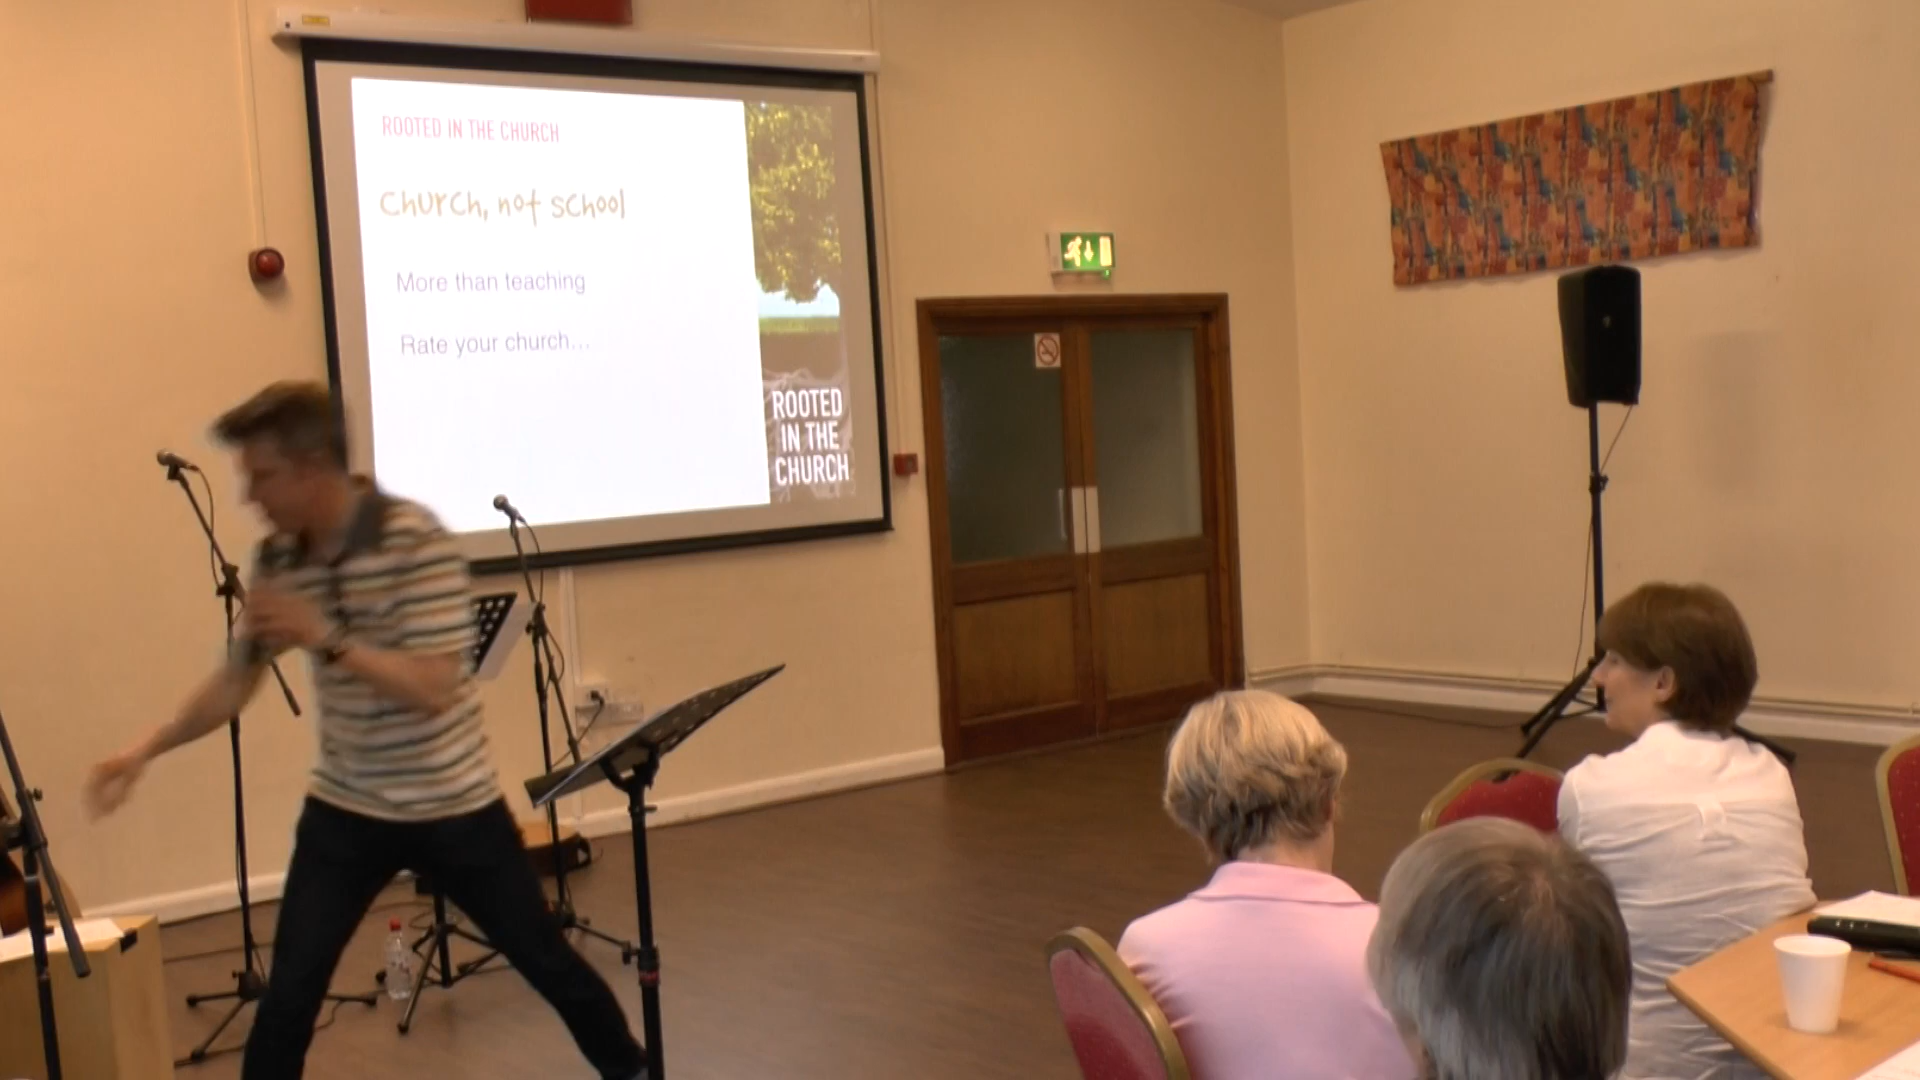 ROOTED IN THE CHURCH
church, not school
More than teaching
Rate your church...
ROOTED
IN THE
CHURCH